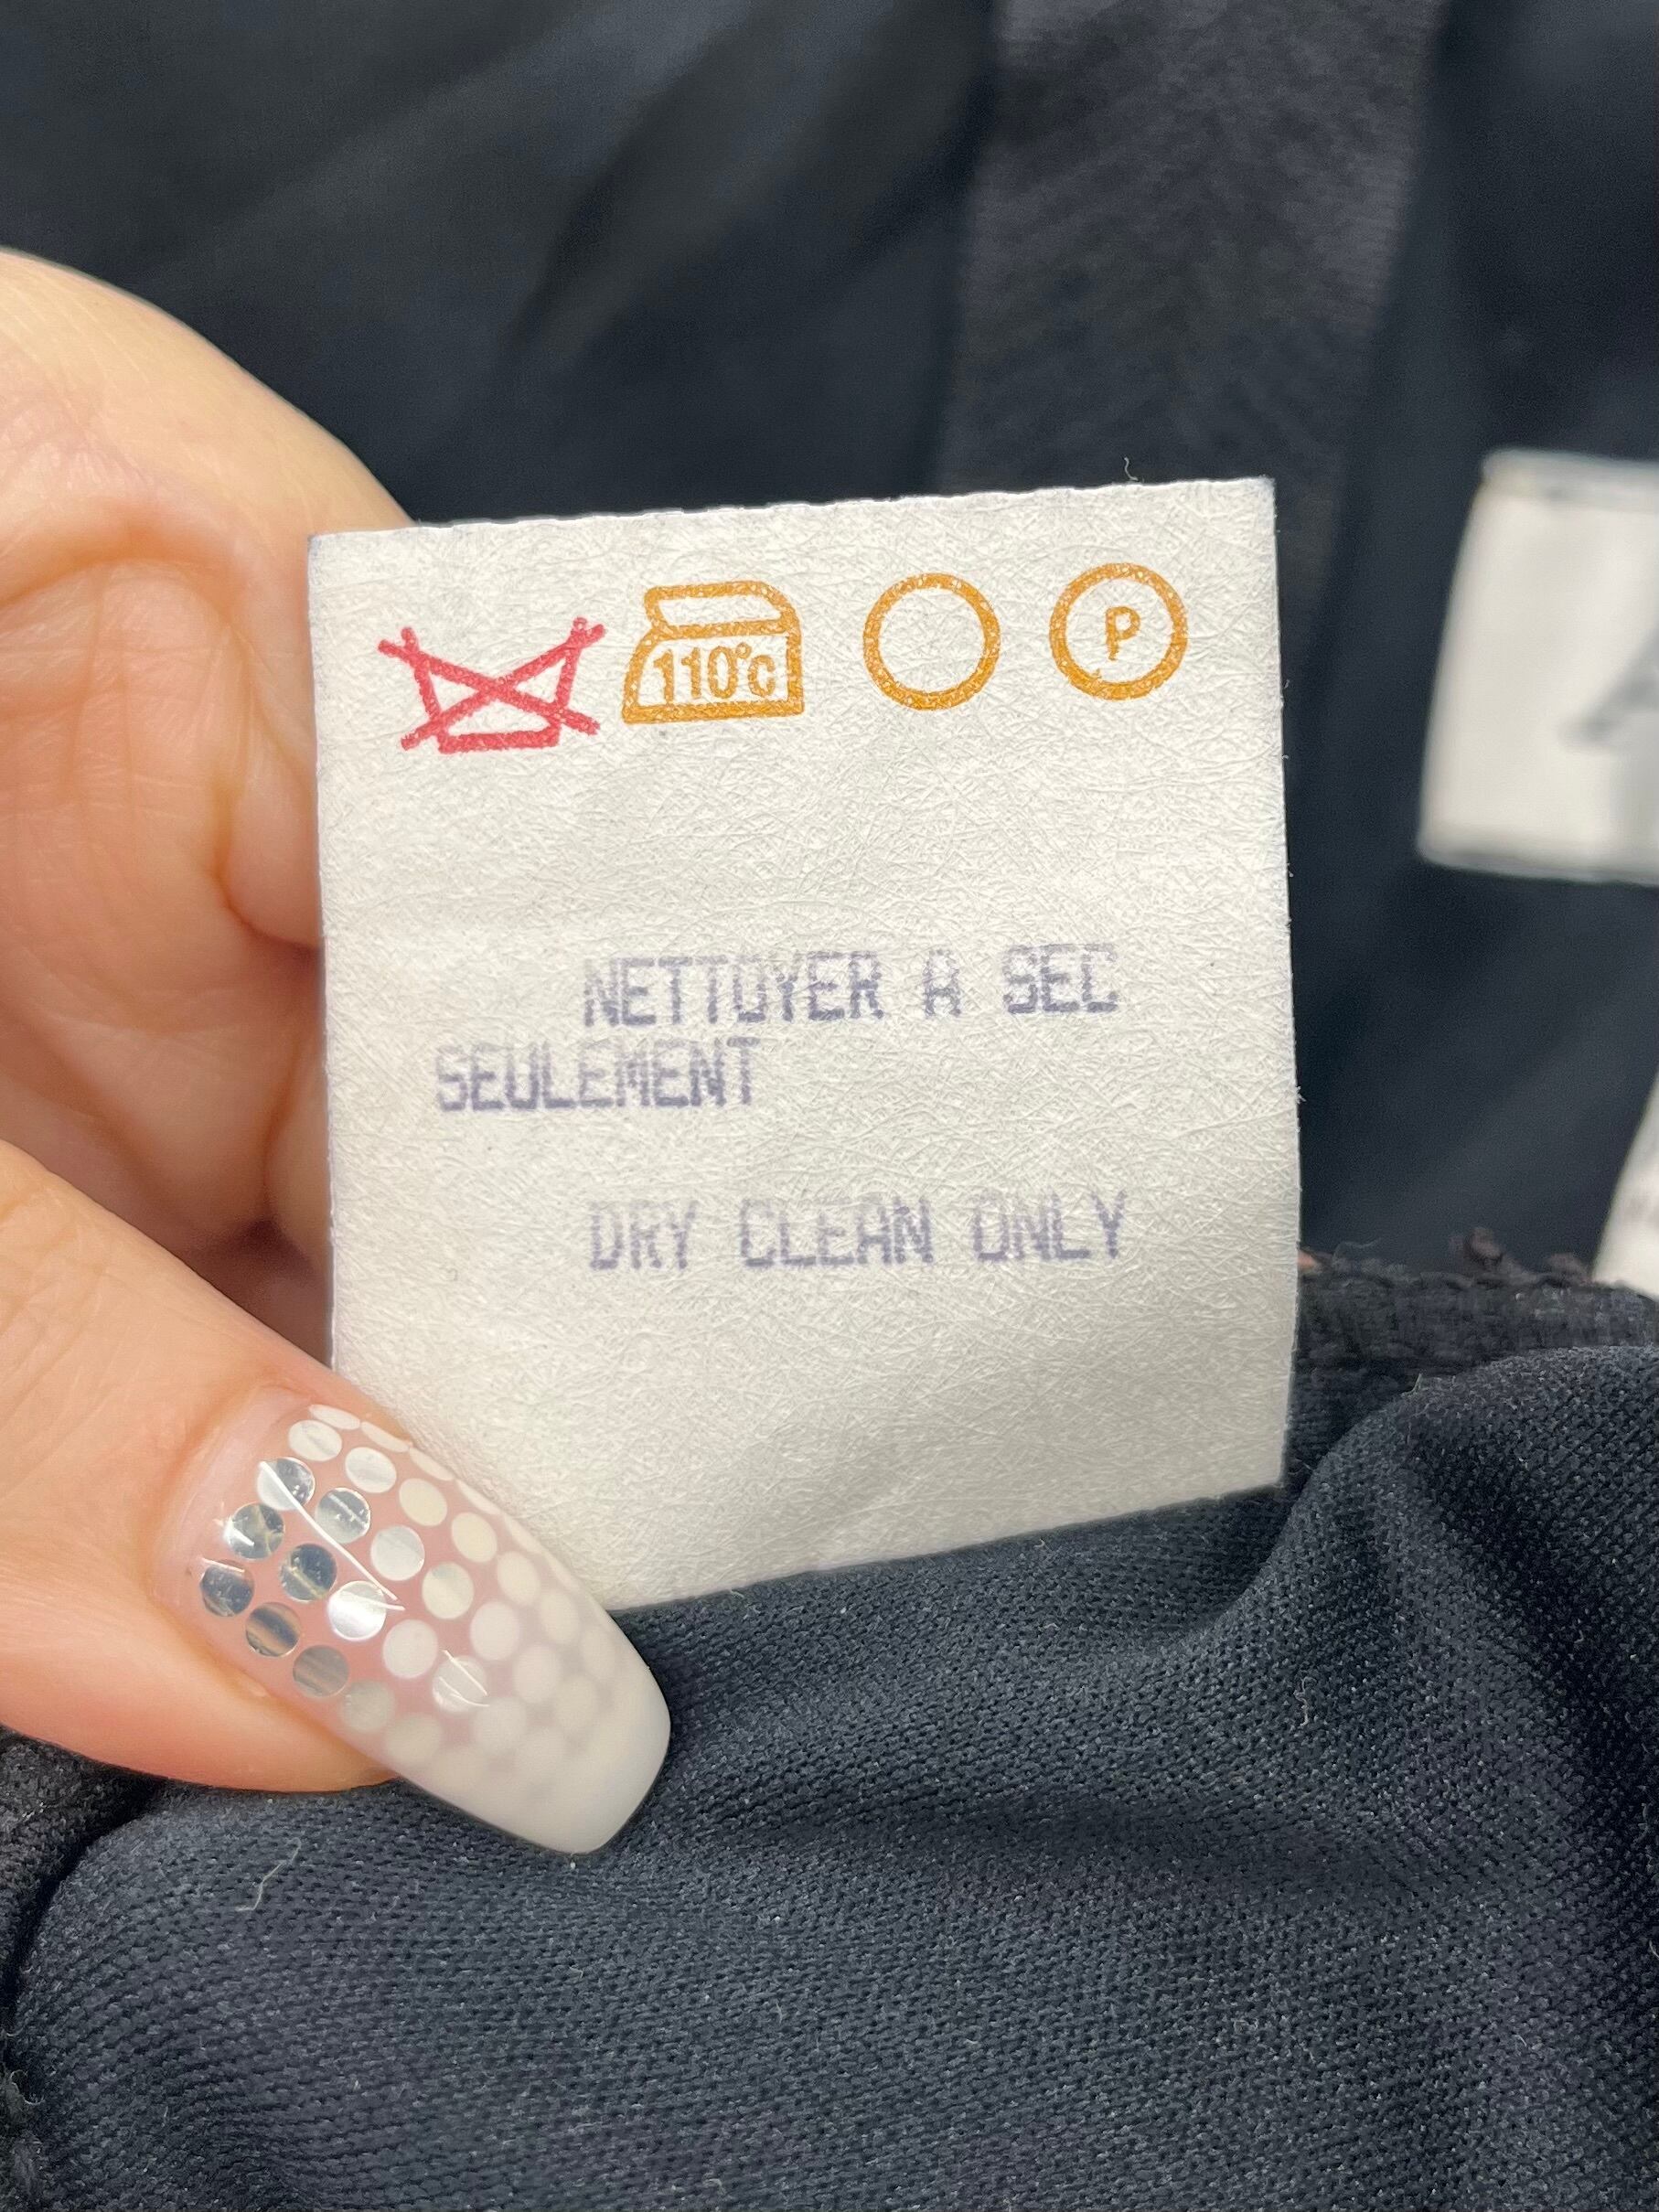 110°C
P
NETTOYER A SEC
SEULEMENT
DRY CLEAN ONLY